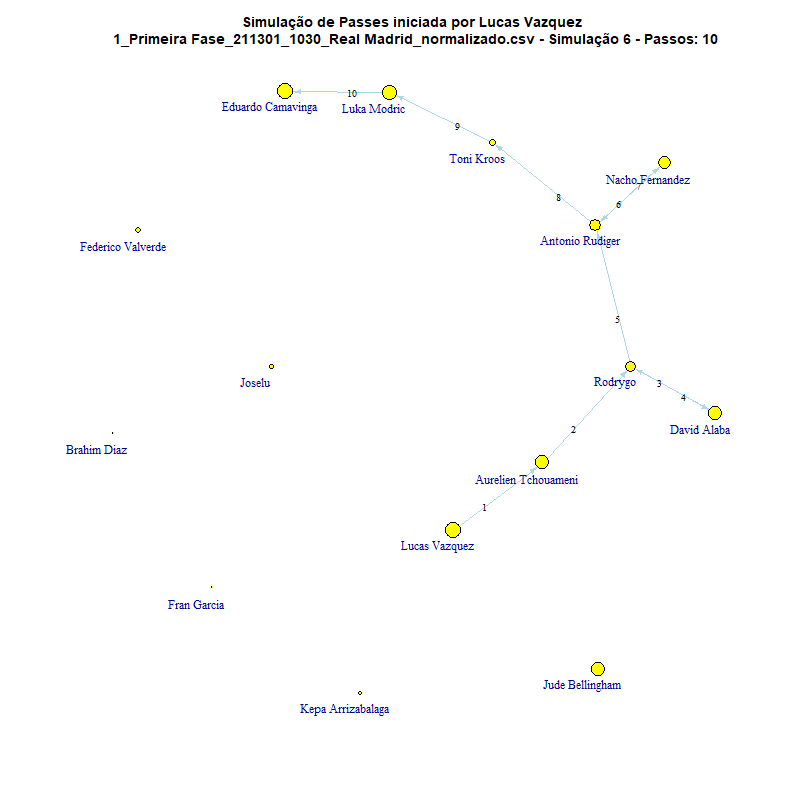 Simulação de Passes iniciada por Lucas Vazquez
1_Primeira Fase_211301_1030_Real Madrid_normalizado.csv - Simulação 6 - Passos: 10
10
Eduardo Camavinga
Luka Modric
9
Toni Kroos
Nacho Fernandez
7
8
6
Antonio Rudiger
Federico Valverde
5
Joselu
Rodrygo
3
4
David Alaba
2
Brahim Diaz
Aurelien Tchouameni
1
Lucas Vazquez
Fran Garcia
Jude Bellingham
Kepa Arrizabalaga